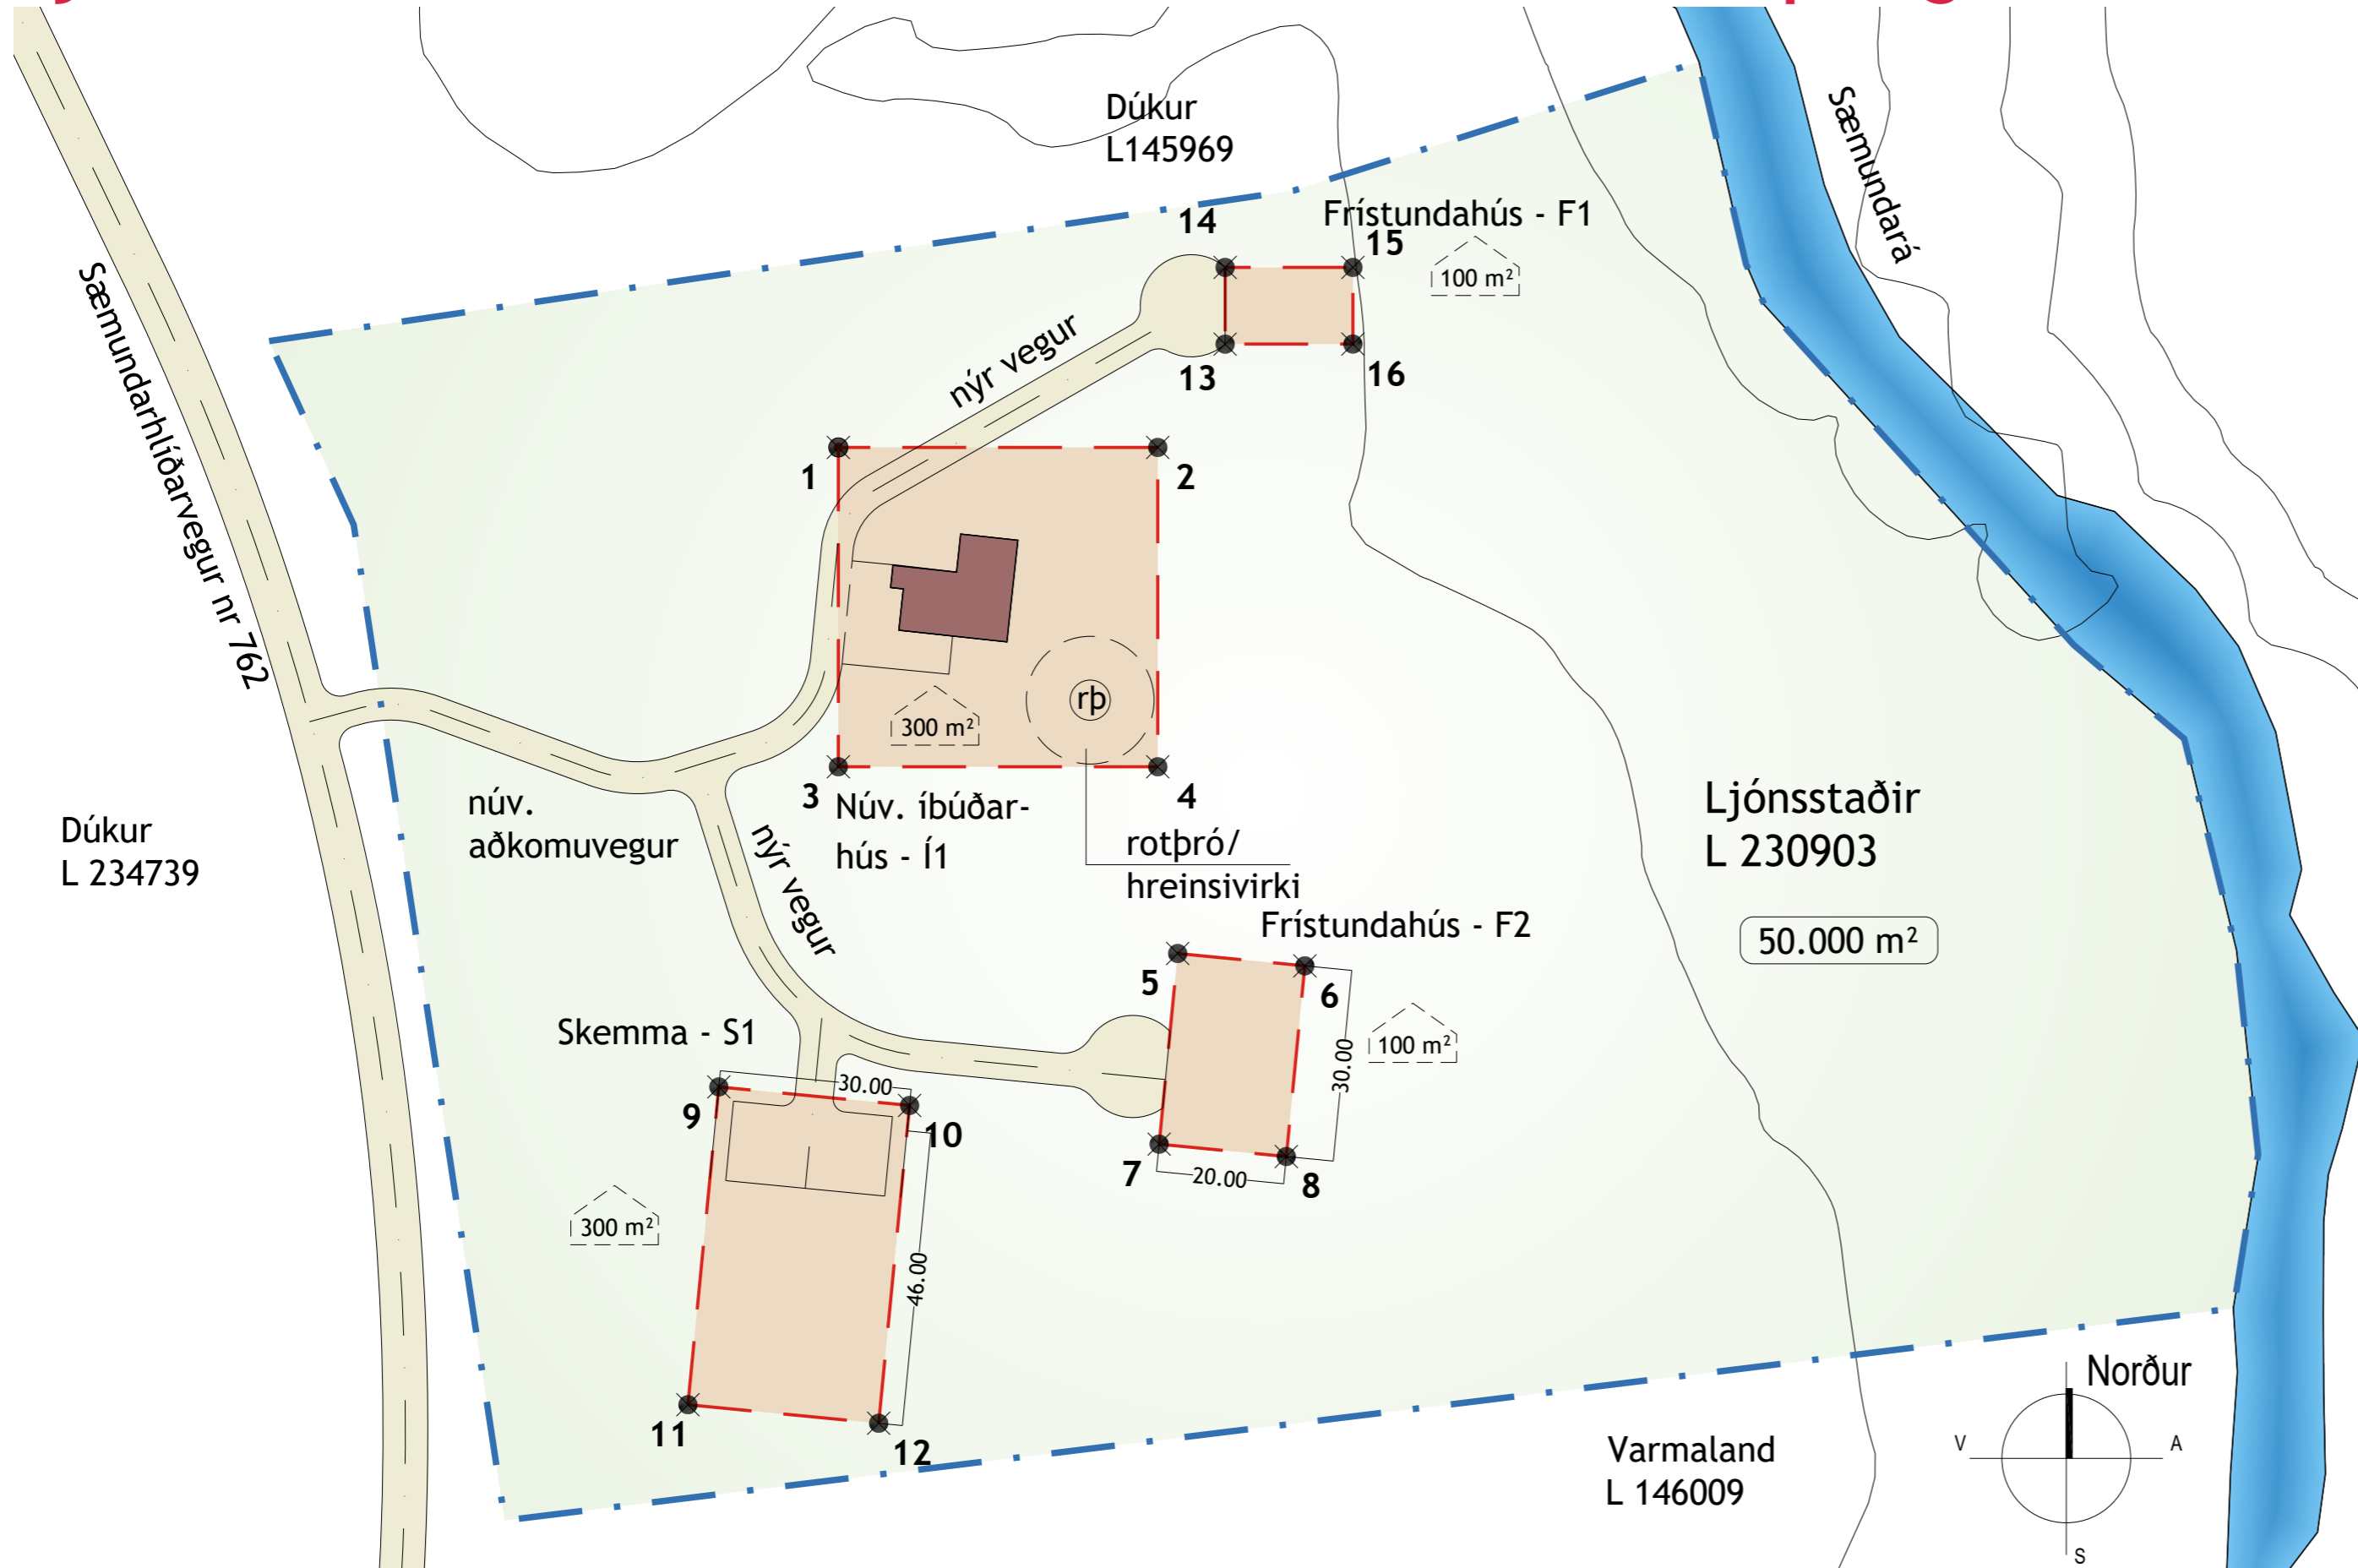 Dúkur
L145969
Sæmundará
14
Frístundahús - F1
15
100 m²
Sæmundarhlíðarvegur nr 762
nýr vegur
13
16
1
2
rþ
300 m²
3
4
Núv. íbúðar-
hús - Í1
núv.
aðkomuvegur
Dúkur
L 234739
nýr vegur
rotþró/
hreinsivirki
Ljónsstaðir
L 230903
50.000 m²
Frístundahús - F2
5
6
30.00
100 m²
Skemma - S1
30.00
9
10
7
20.00
8
300 m²
46.00
11
12
Varmaland
L 146009
Norður
V
A
S